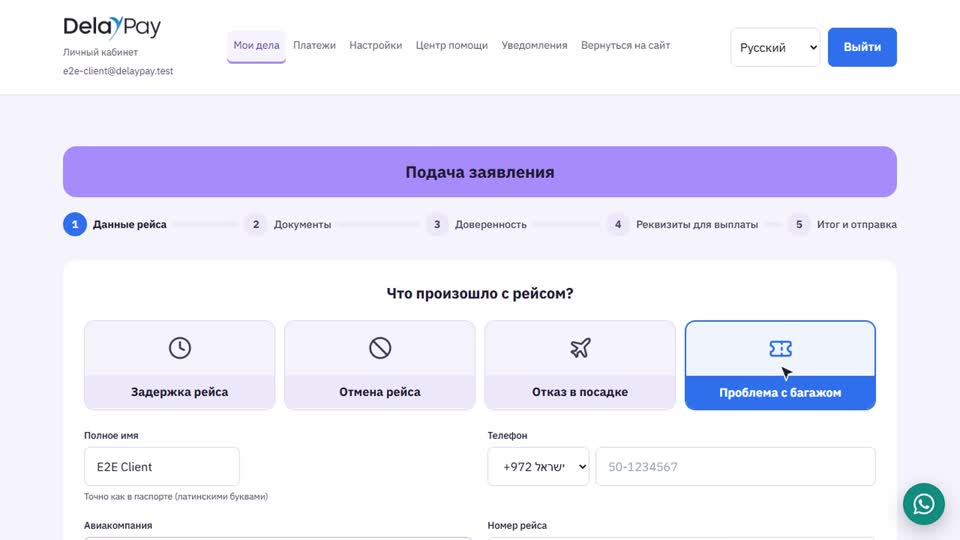 DelayPay
Личный кабинет
e2e-client@delaypay.test
Мои дела
Платежи
Настройки
Центр помощи
Уведомления
Вернуться на сайт
Русский
Выйти
Подача заявления
1 Данные рейса
2 Документы
3 Доверенность
4 Реквизиты для выплаты
5 Итог и отправка
Что произошло с рейсом?
Задержка рейса
Отмена рейса
Отказ в посадке
Проблема с багажом
Полное имя
Телефон
E2E Client
ישראל +972
50-1234567
Точно как в паспорте (латинскими буквами)
Авиакомпания
Номер рейса